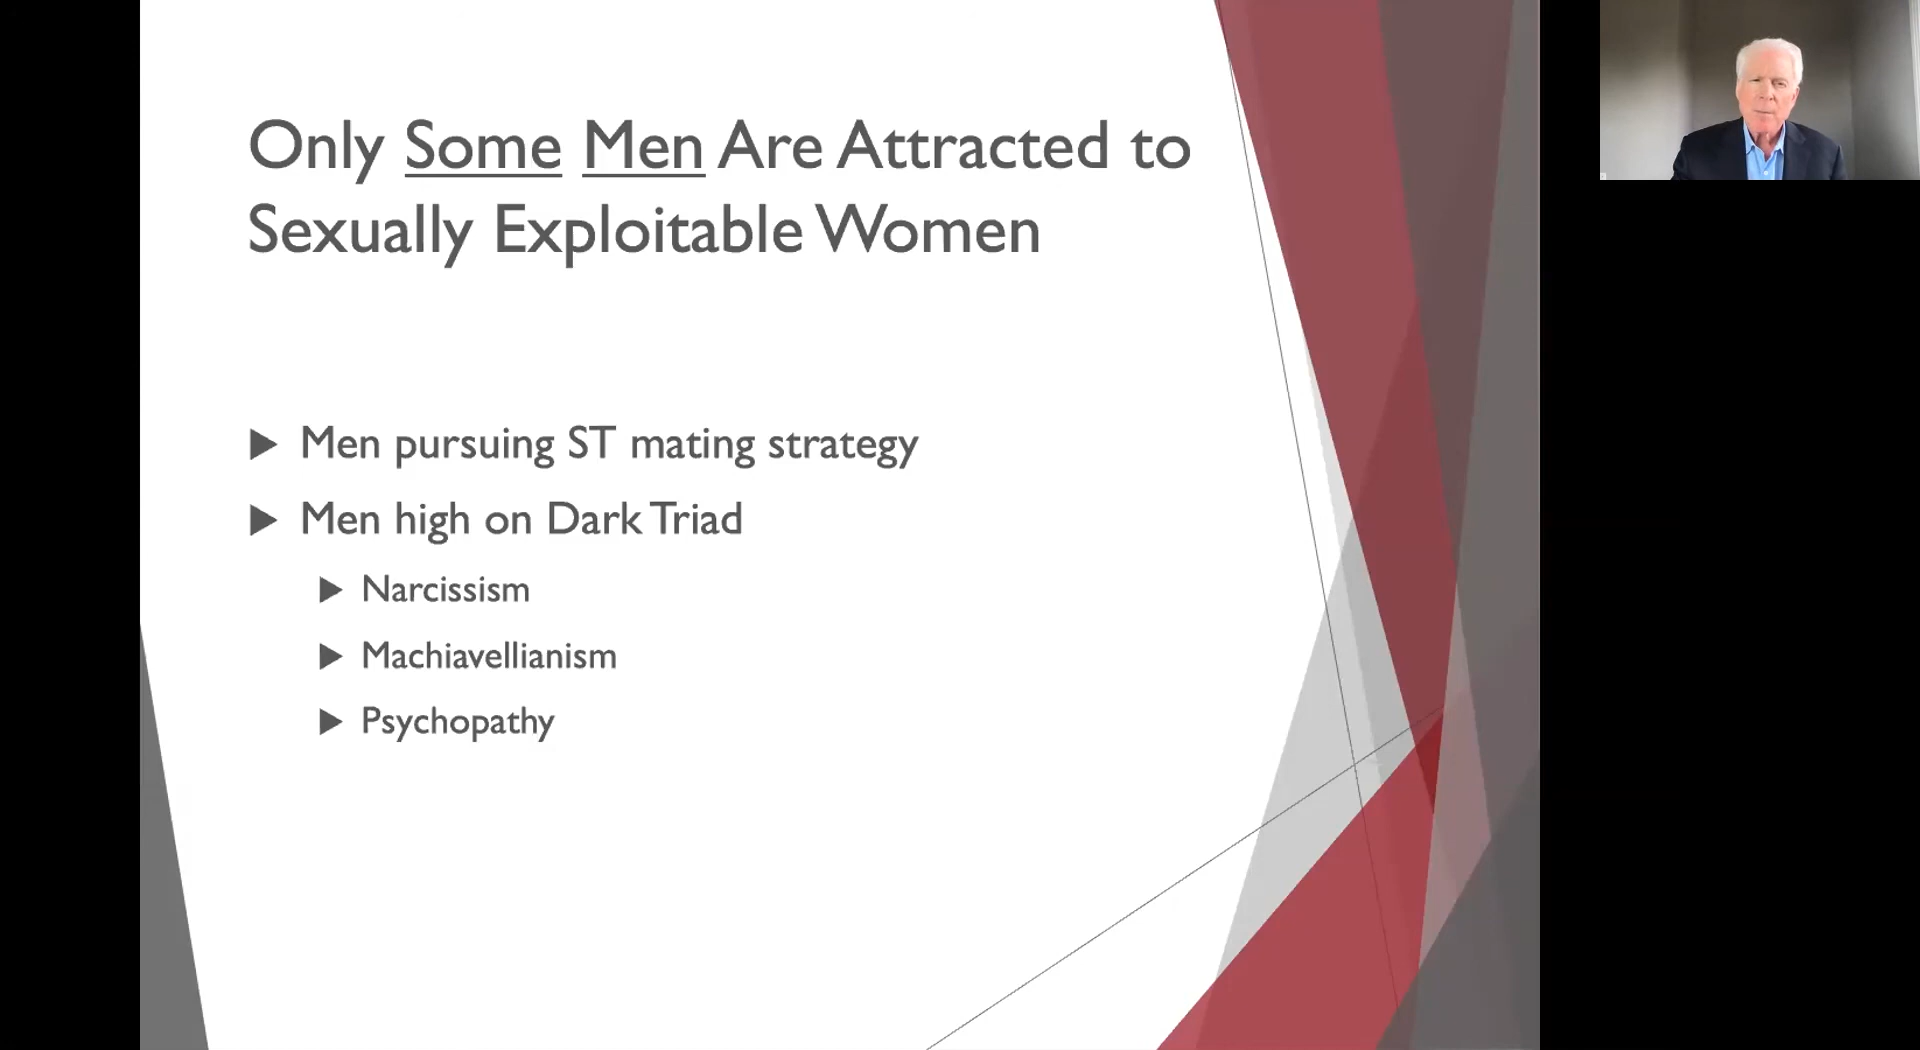 Only Some Men Are Attracted to
Sexually Exploitable Women
Men pursuing ST mating strategy
Men high on Dark Triad
Narcissism
Machiavellianism
Psychopathy